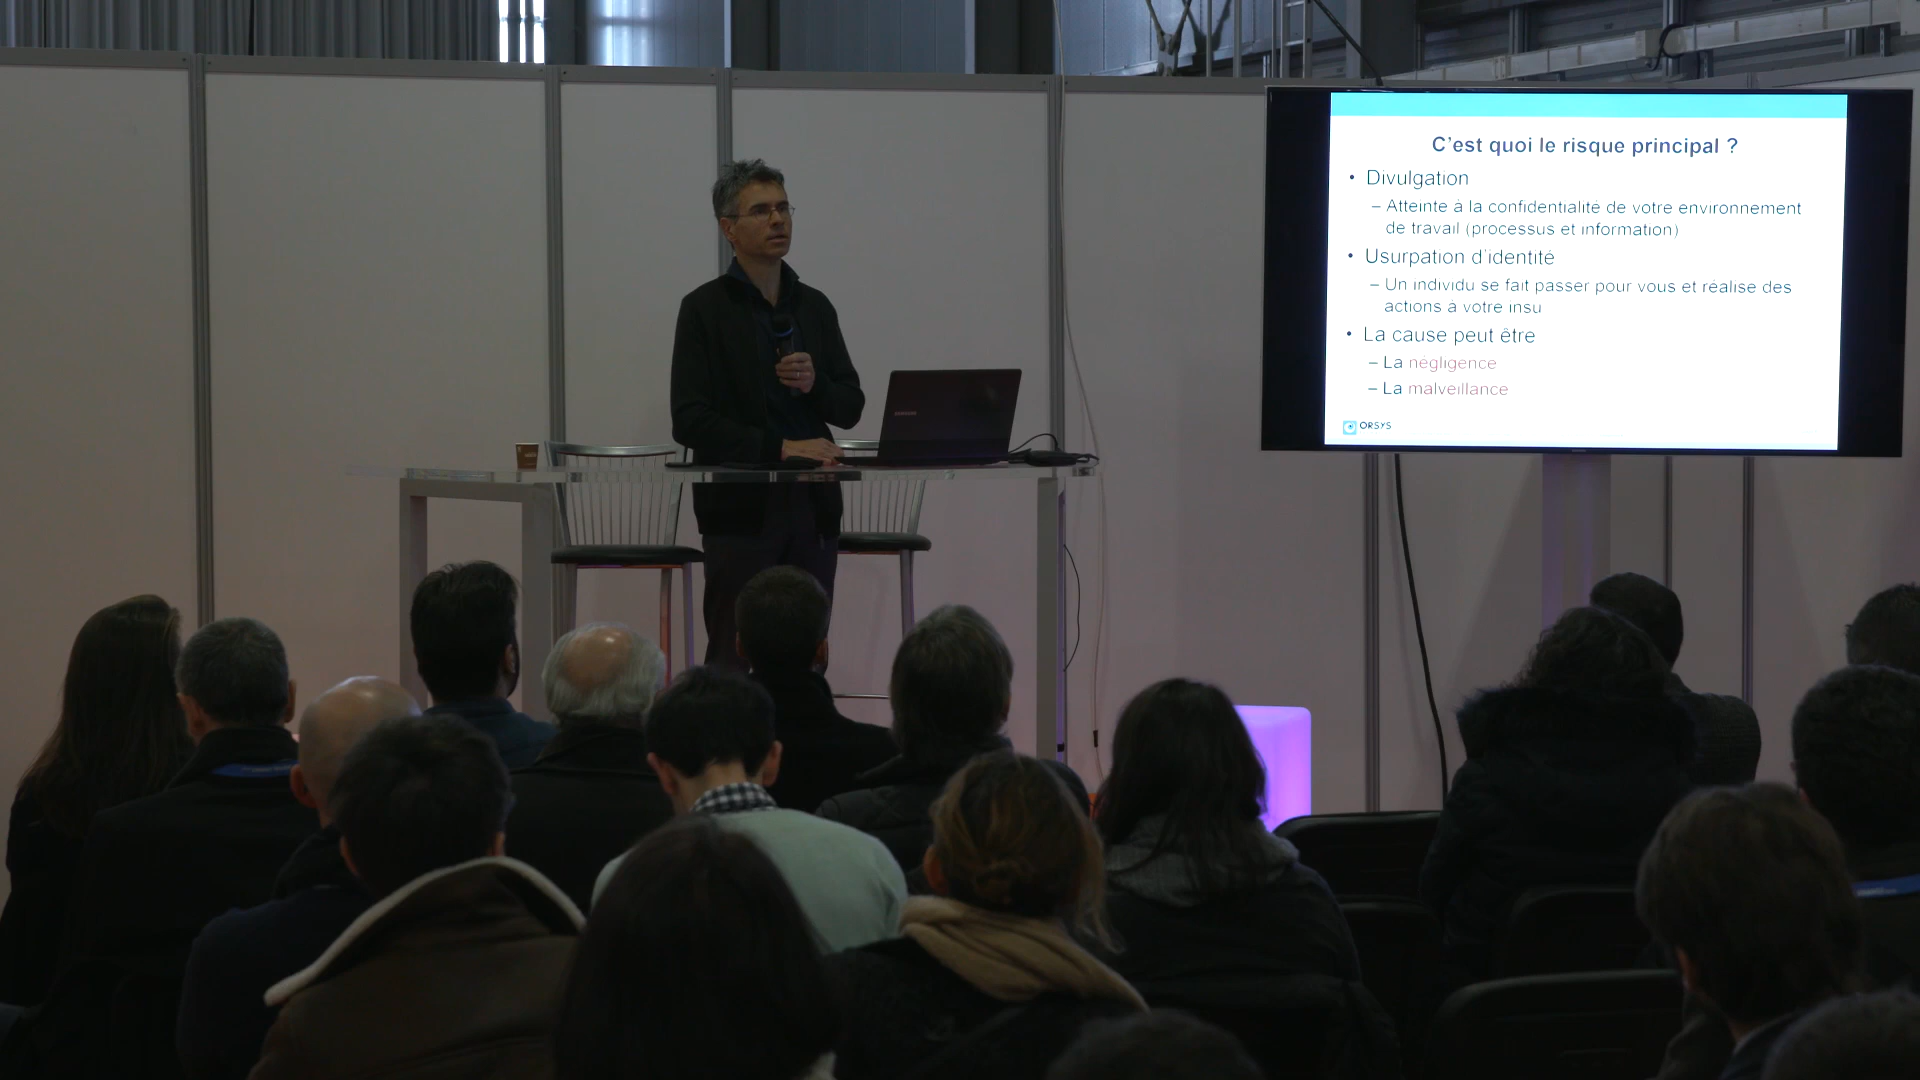 C'est quoi le risque principal ?
• Divulgation
– Atteinte à la confidentialité de votre environnement
de travail (processus et information)
• Usurpation d'identité
– Un individu se fait passer pour vous et réalise des
actions à votre insu
• La cause peut être
– La négligence
– La malveillance
ORSYS
SAMSUNG